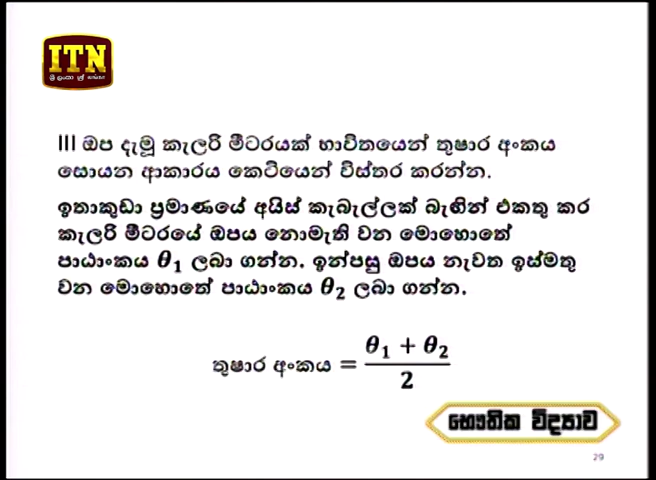 ITN
ශ්‍රී ලංකා ශ්‍රී සත්කා
III ඔප දැමූ කැලරි මීටරයක් භාවිතයෙන් තුෂාර අංකය
සොයන ආකාරය කෙටියෙන් විස්තර කරන්න.
ඉතාකුඩා ප්‍රමාණයේ අයිස් කැබැල්ලක් බැගින් එකතු කර
කැලරි මීටරයේ ඔපය නොමැති වන මොහොතේ
පාඨාංකය θ₁ ලබා ගන්න. ඉන්පසු ඔපය නැවත ඉස්මතු
වන මොහොතේ පාඨාංකය θ₂ ලබා ගන්න.
තුෂාර අංකය = (θ₁ + θ₂)/2
භෞතික විද්‍යාව
29